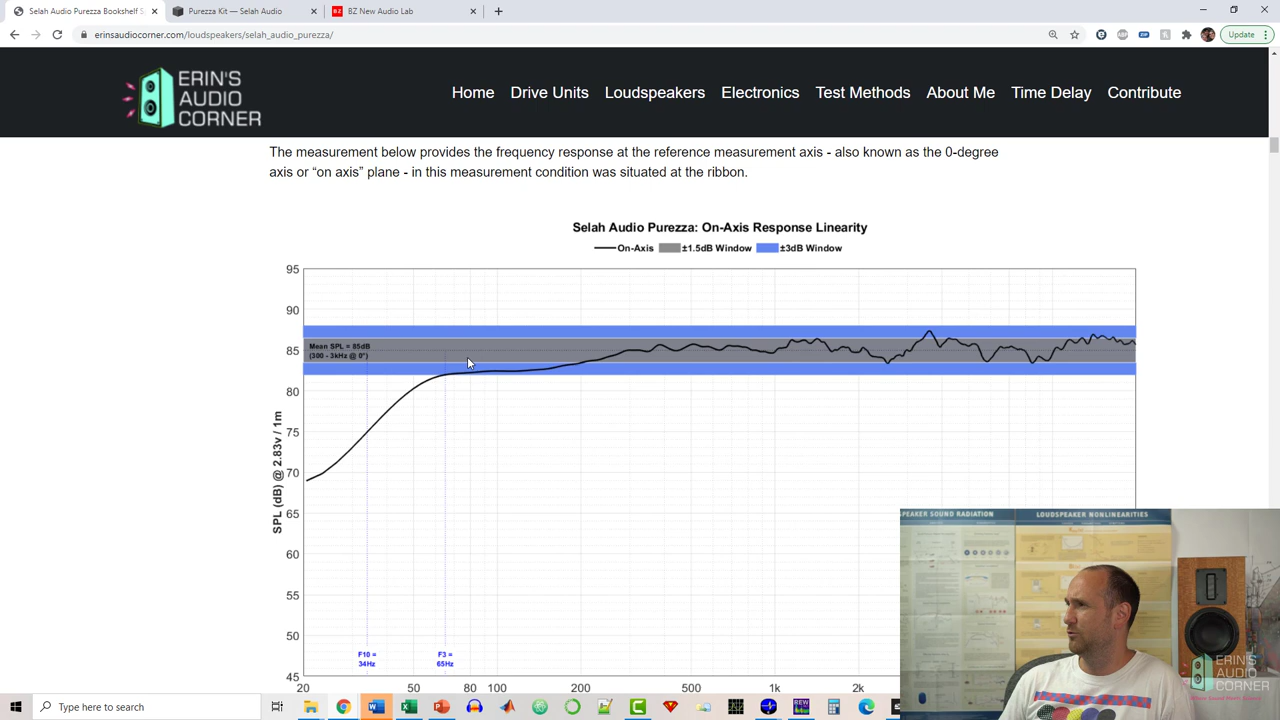 Selah Audio Purezza Bookshelf S
Purezza Kit — Selah Audio
BZ New Audio Lab
erinsaudiocorner.com/loudspeakers/selah_audio_purezza/
Update
ERIN'S
AUDIO
CORNER
Home Drive Units Loudspeakers Electronics Test Methods About Me Time Delay Contribute
The measurement below provides the frequency response at the reference measurement axis - also known as the 0-degree
axis or “on axis” plane - in this measurement condition was situated at the ribbon.
Selah Audio Purezza: On-Axis Response Linearity
On-Axis ±1.5dB Window ±3dB Window
95
90
85
80
75
70
65
60
55
50
45
SPL (dB) @ 2.83v / 1m
Mean SPL = 85dB
(300 - 3kHz @ 0°)
F10 =
34Hz
F3 =
65Hz
20 50 80 100 200 500 1k 2k
SPEAKER SOUND RADIATION
LOUDSPEAKER NONLINEARITIES
ERIN'S
AUDIO
CORNER
Type here to search